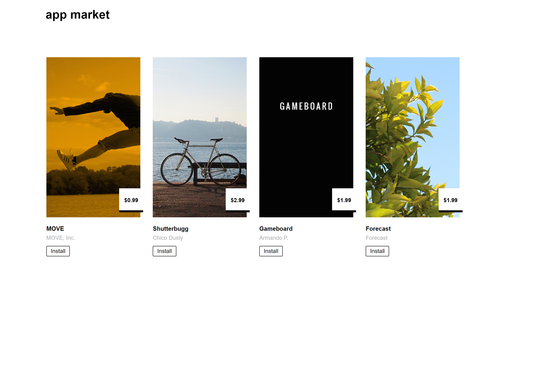 app market
GAMEBOARD
$0.99
$2.99
$1.99
$1.99
MOVE
MOVE, Inc.
Install
Shutterbugg
Chloo Dusty
Install
Gameboard
Armando P.
Install
Forecast
Forecast
Install